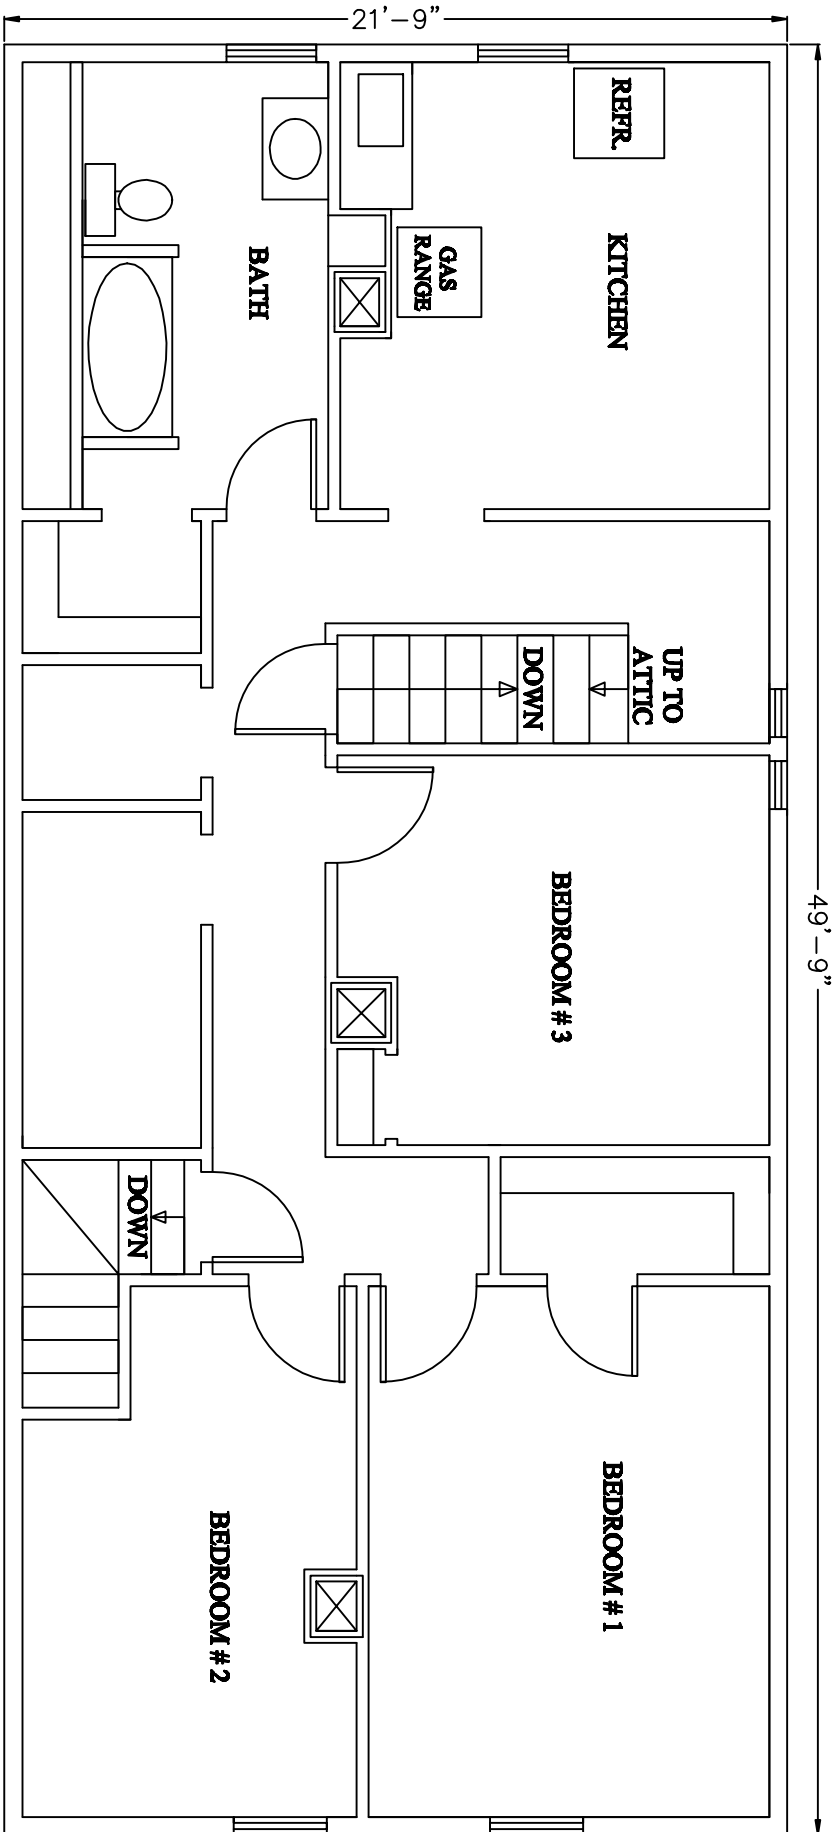 21'-9"
REFR.
KITCHEN
GAS
RANGE
BATH
UP TO
ATTIC
DOWN
49'-9"
BEDROOM # 3
DOWN
BEDROOM # 1
BEDROOM # 2